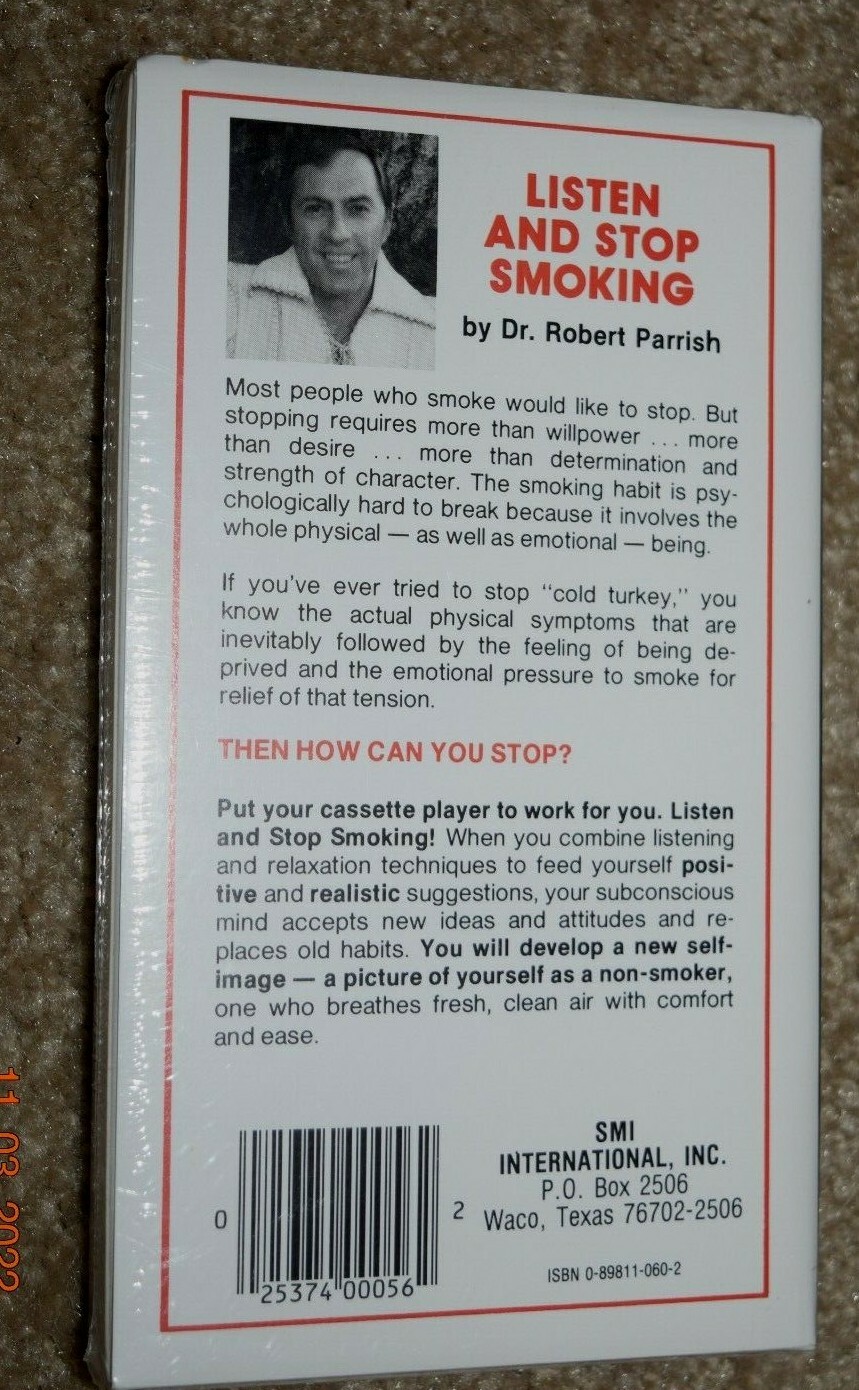 LISTEN
AND STOP
SMOKING
by Dr. Robert Parrish
Most people who smoke would like to stop. But
stopping requires more than willpower ... more
than desire ... more than determination and
strength of character. The smoking habit is psy-
chologically hard to break because it involves the
whole physical — as well as emotional — being.
If you've ever tried to stop "cold turkey," you
know the actual physical symptoms that are
inevitably followed by the feeling of being de-
prived and the emotional pressure to smoke for
relief of that tension.
THEN HOW CAN YOU STOP?
Put your cassette player to work for you. Listen
and Stop Smoking! When you combine listening
and relaxation techniques to feed yourself posi-
tive and realistic suggestions, your subconscious
mind accepts new ideas and attitudes and re-
places old habits. You will develop a new self-
image — a picture of yourself as a non-smoker,
one who breathes fresh, clean air with comfort
and ease.
SMI
INTERNATIONAL, INC.
P.O. Box 2506
Waco, Texas 76702-2506
ISBN 0-89811-060-2
0 25374 00056 2
11 03 2022